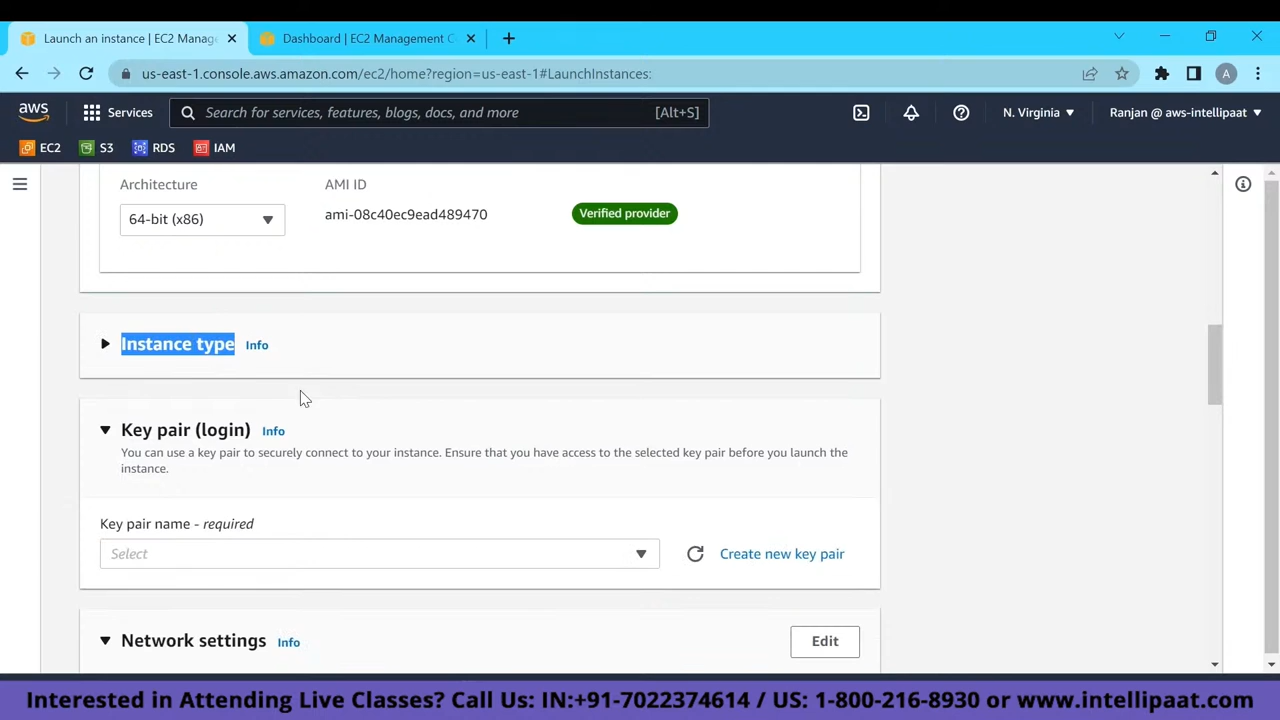 Launch an instance | EC2 Manage
Dashboard | EC2 Management C
us-east-1.console.aws.amazon.com/ec2/home?region=us-east-1#LaunchInstances:
A
aws
Services
Search for services, features, blogs, docs, and more
[Alt+S]
N. Virginia
Ranjan @ aws-intellipaat
EC2
S3
RDS
IAM
Architecture
AMI ID
64-bit (x86)
ami-08c40ec9ead489470
Verified provider
Instance type
Info
Key pair (login)
Info
You can use a key pair to securely connect to your instance. Ensure that you have access to the selected key pair before you launch the
instance.
Key pair name - required
Select
Create new key pair
Network settings
Info
Edit
Interested in Attending Live Classes? Call Us: IN:+91-7022374614 / US: 1-800-216-8930 or www.intellipaat.com